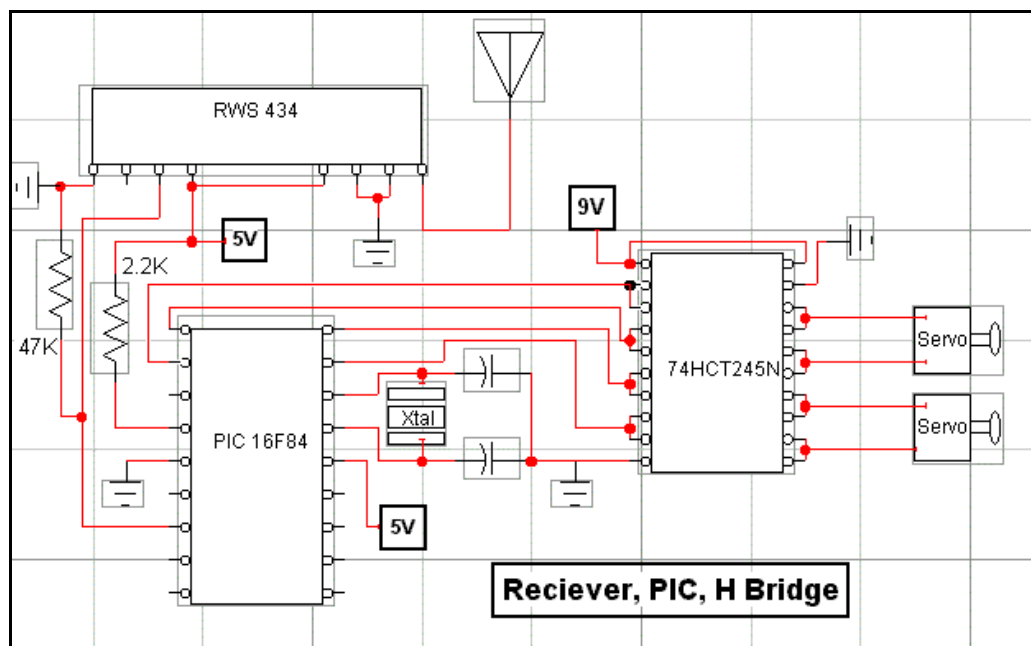 RWS 434
9V
5V
2.2K
47K
Servo
74HCT245N
Xtal
Servo
PIC 16F84
5V
Reciever, PIC, H Bridge